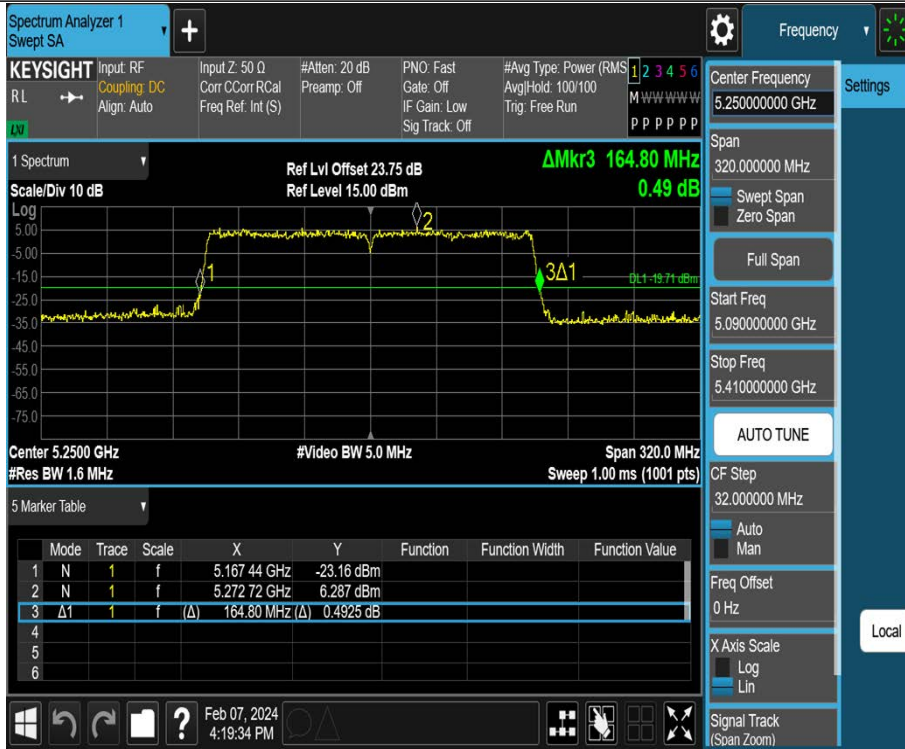 Spectrum Analyzer 1
Swept SA
+
Frequency
KEYSIGHT
RL
LXI
Input: RF
Coupling: DC
Align: Auto
Input Z: 50 Ω
Corr CCorr RCal
Freq Ref: Int (S)
#Atten: 20 dB
Preamp: Off
PNO: Fast
Gate: Off
IF Gain: Low
Sig Track: Off
#Avg Type: Power (RMS
Avg|Hold: 100/100
Trig: Free Run
1 2 3 4 5 6
M W W W W W
P P P P P P
1 Spectrum
Scale/Div 10 dB
Ref Lvl Offset 23.75 dB
Ref Level 15.00 dBm
ΔMkr3 164.80 MHz
0.49 dB
Log
5.00
-5.00
-15.0
-25.0
-35.0
-45.0
-55.0
-65.0
-75.0
1
2
3Δ1
DL1 -19.71 dBm
Center 5.2500 GHz
#Res BW 1.6 MHz
#Video BW 5.0 MHz
Span 320.0 MHz
Sweep 1.00 ms (1001 pts)
5 Marker Table
Mode Trace Scale X Y Function Function Width Function Value
1 N 1 f 5.167 44 GHz -23.16 dBm
2 N 1 f 5.272 72 GHz 6.287 dBm
3 Δ1 1 f (Δ) 164.80 MHz (Δ) 0.4925 dB
4
5
6
?
Feb 07, 2024
4:19:34 PM
Center Frequency
5.250000000 GHz
Span
320.000000 MHz
Swept Span
Zero Span
Full Span
Start Freq
5.090000000 GHz
Stop Freq
5.410000000 GHz
AUTO TUNE
CF Step
32.000000 MHz
Auto
Man
Freq Offset
0 Hz
X Axis Scale
Log
Lin
Signal Track
(Span Zoom)
Settings
Local